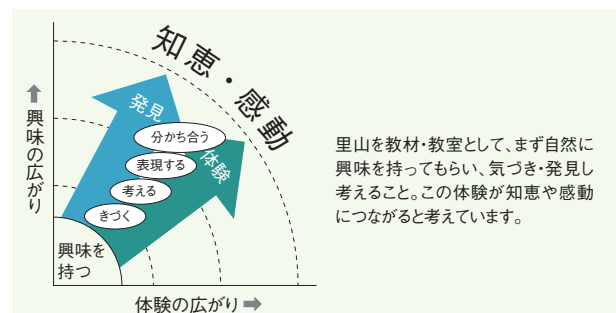 知恵・感動
発見
体験
分かち合う
表現する
考える
きづく
興味を
持つ
↑興味の広がり
体験の広がり→
里山を教材・教室として、まず自然に
興味を持ってもらい、気づき・発見し
考えること。この体験が知恵や感動
につながると考えています。